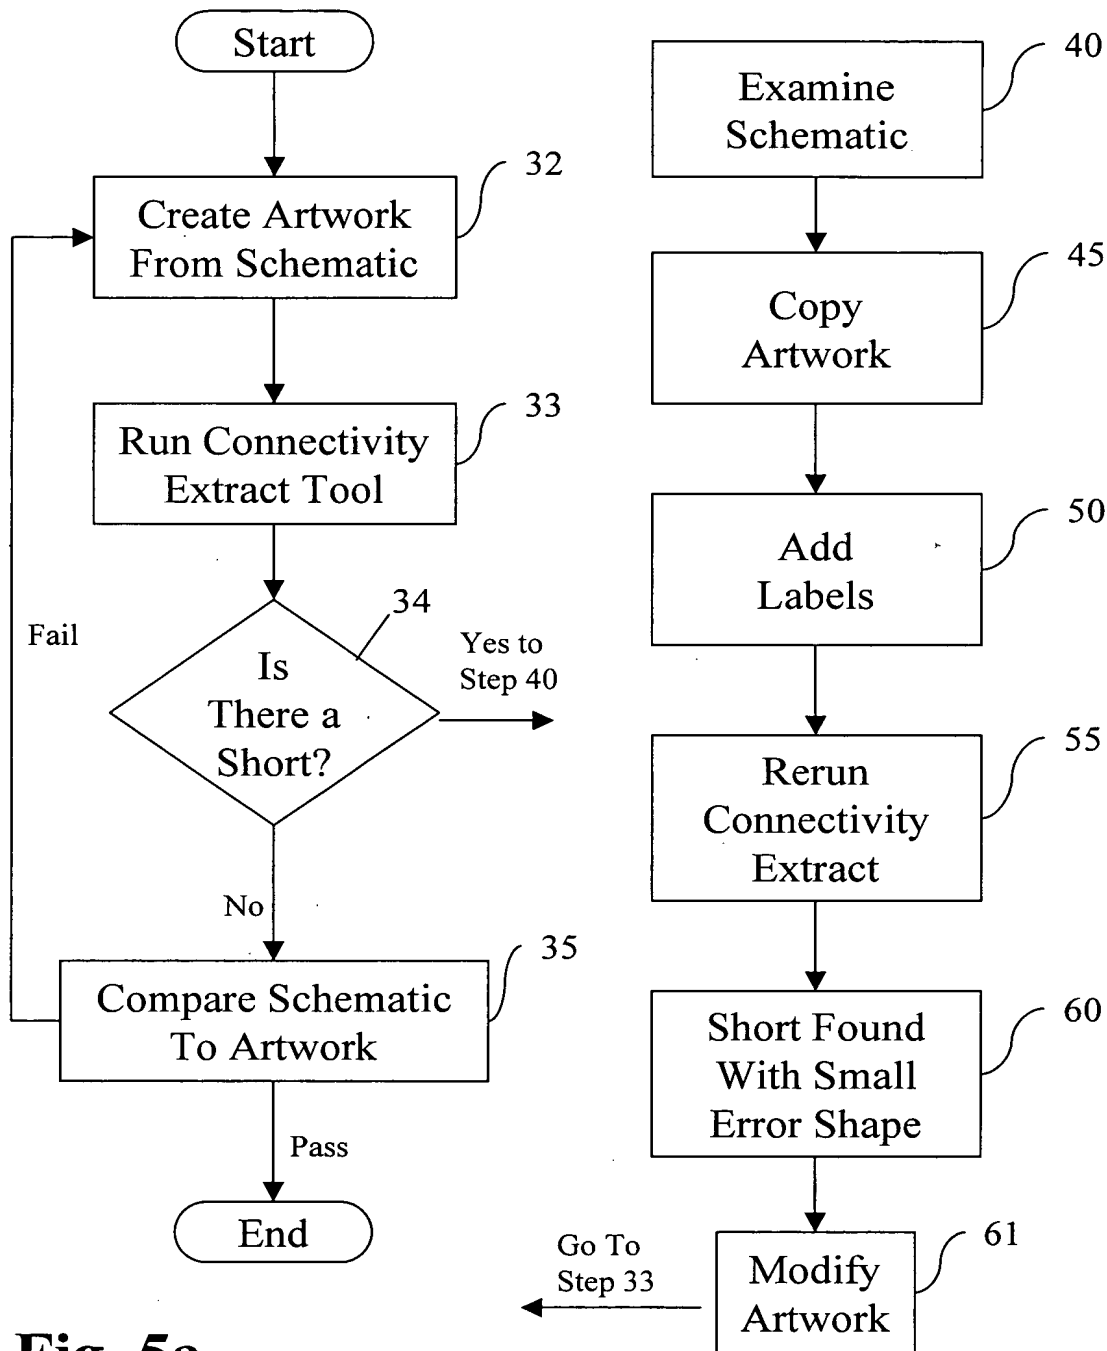 Start
32
Create Artwork
From Schematic
33
Run Connectivity
Extract Tool
34
Is
There a
Short?
Yes to
Step 40
Fail
No
35
Compare Schematic
To Artwork
Pass
End
40
Examine
Schematic
45
Copy
Artwork
50
Add
Labels
55
Rerun
Connectivity
Extract
60
Short Found
With Small
Error Shape
61
Modify
Artwork
Go To
Step 33